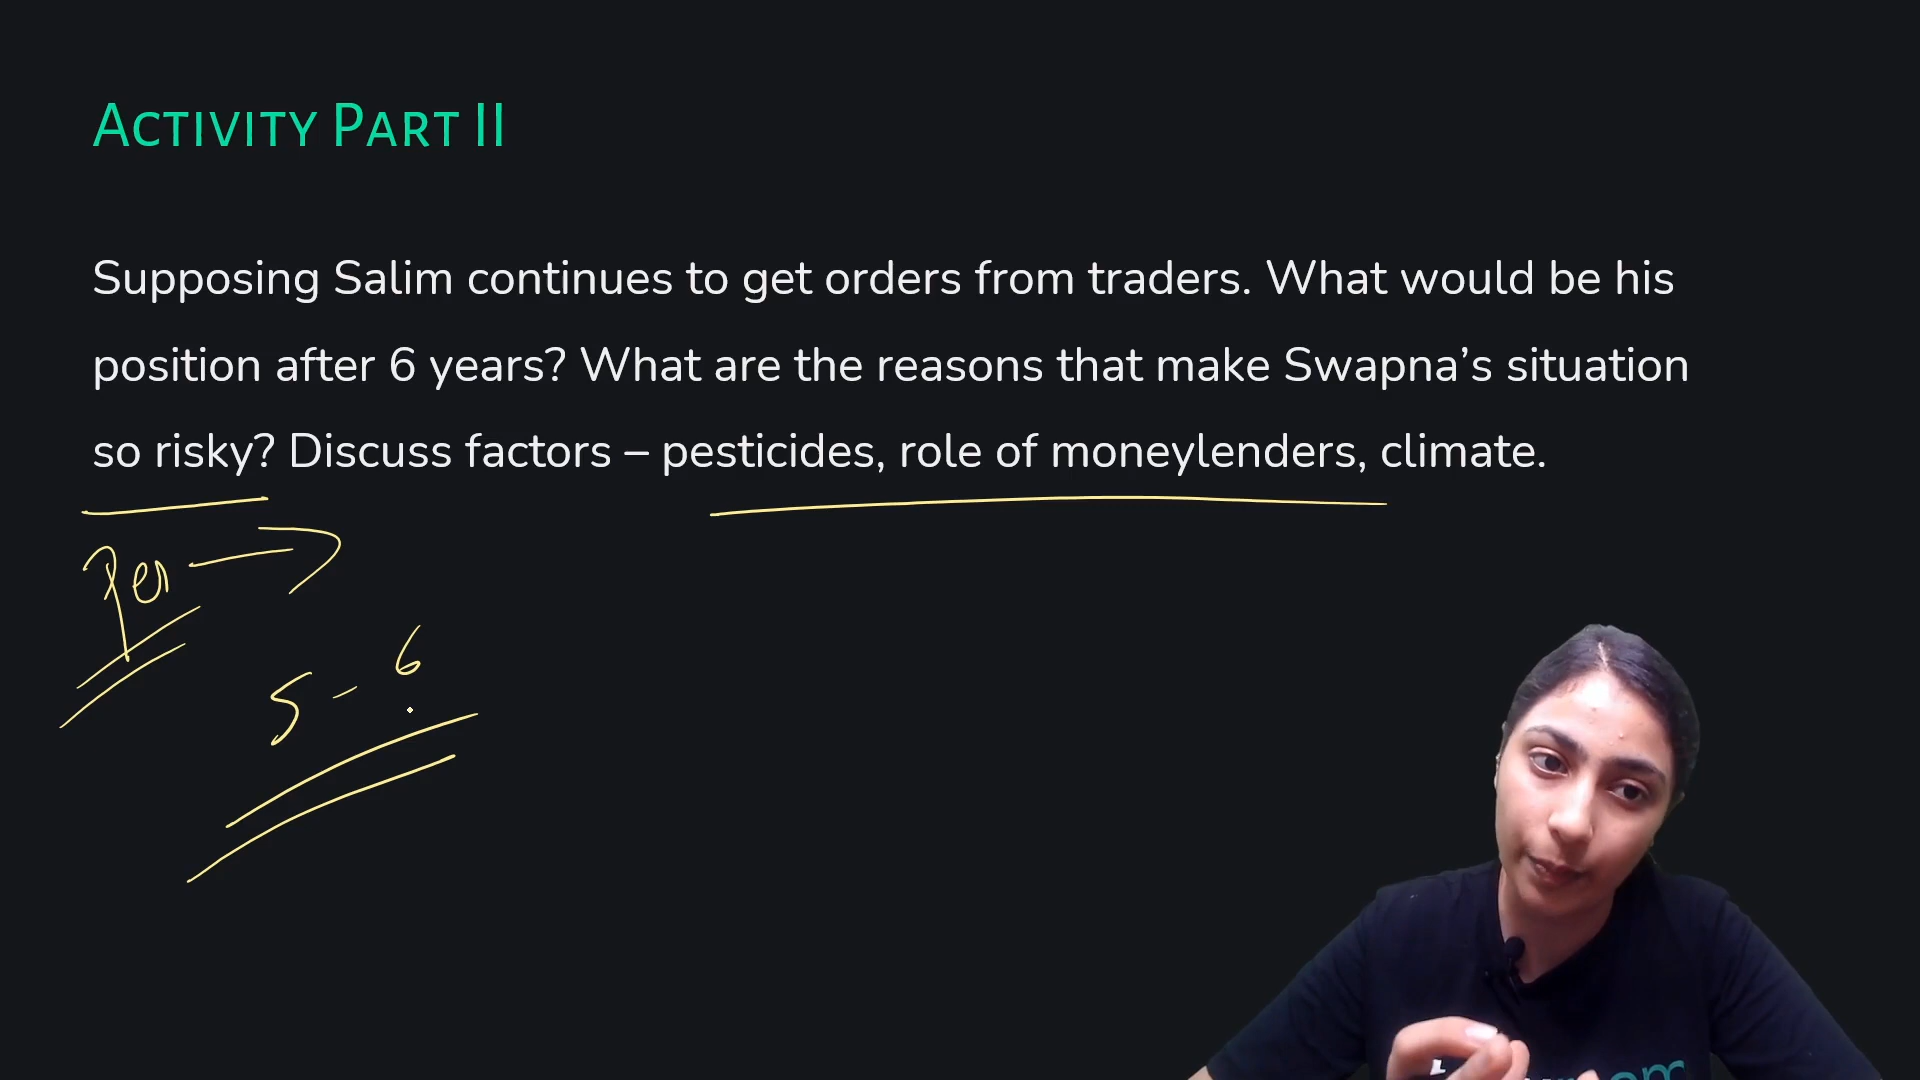 Activity Part II
Supposing Salim continues to get orders from traders. What would be his
position after 6 years? What are the reasons that make Swapna’s situation
so risky? Discuss factors – pesticides, role of moneylenders, climate.
5 - 6